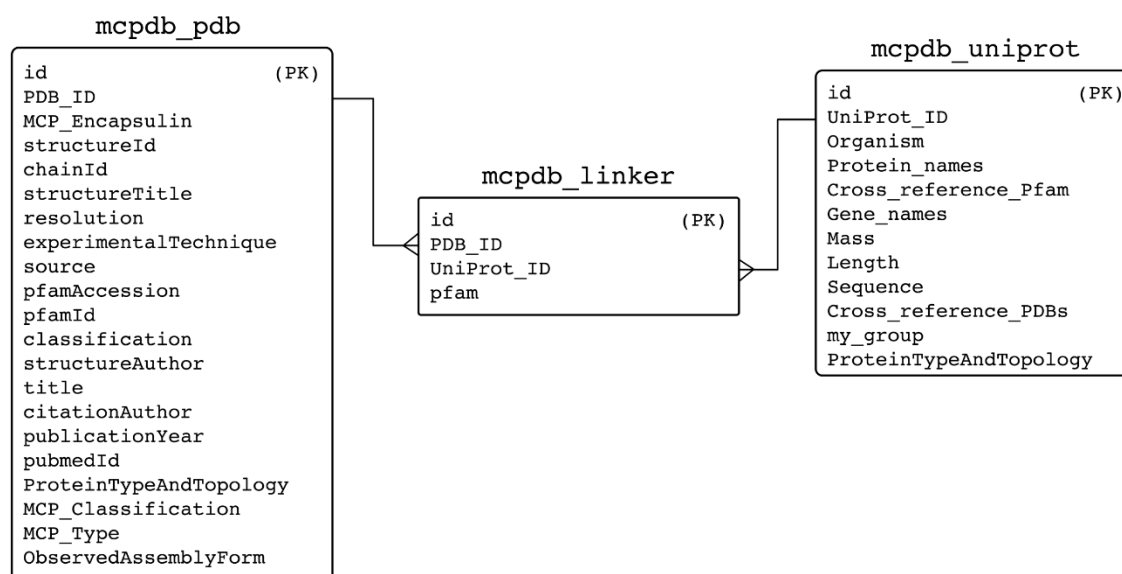 mcpdb_pdb
id (PK)
PDB_ID
MCP_Encapsulin
structureId
chainId
structureTitle
resolution
experimentalTechnique
source
pfamAccession
pfamId
classification
structureAuthor
title
citationAuthor
publicationYear
pubmedId
ProteinTypeAndTopology
MCP_Classification
MCP_Type
ObservedAssemblyForm
mcpdb_linker
id (PK)
PDB_ID
UniProt_ID
pfam
mcpdb_uniprot
id (PK)
UniProt_ID
Organism
Protein_names
Cross_reference_Pfam
Gene_names
Mass
Length
Sequence
Cross_reference_PDBs
my_group
ProteinTypeAndTopology